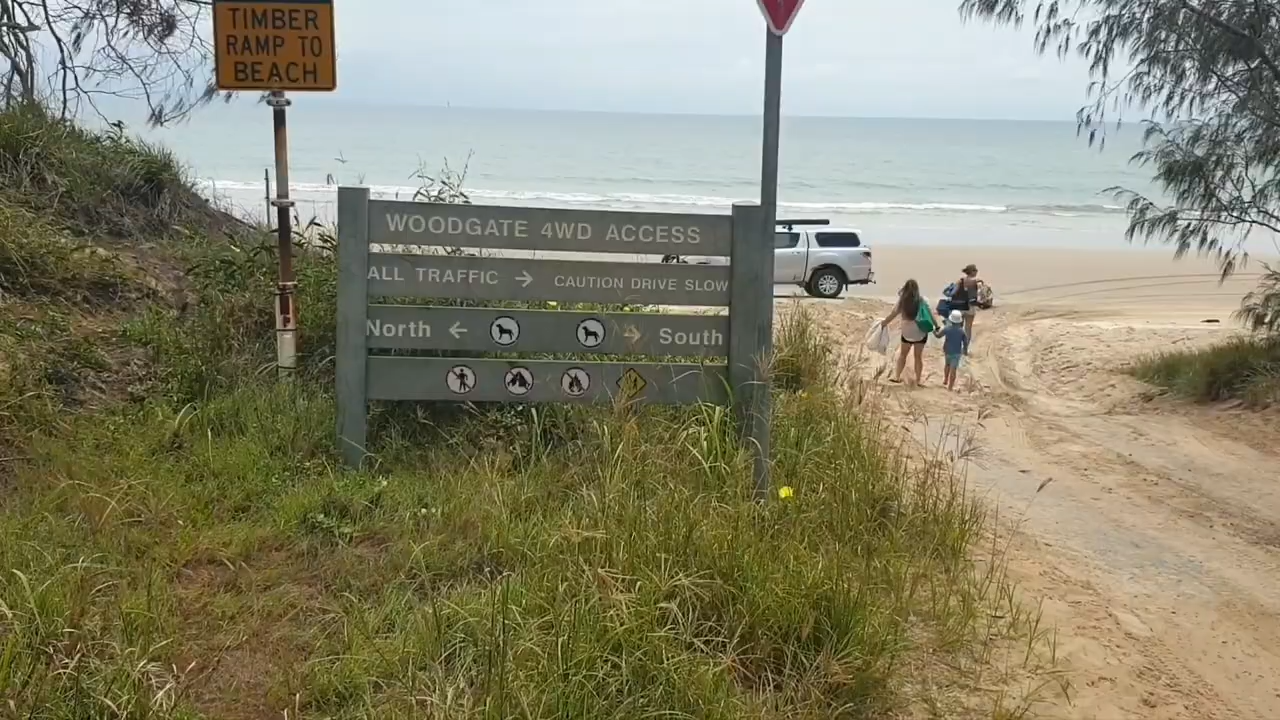 TIMBER
RAMP TO
BEACH
WOODGATE 4WD ACCESS
ALL TRAFFIC → CAUTION DRIVE SLOW
North ← → South